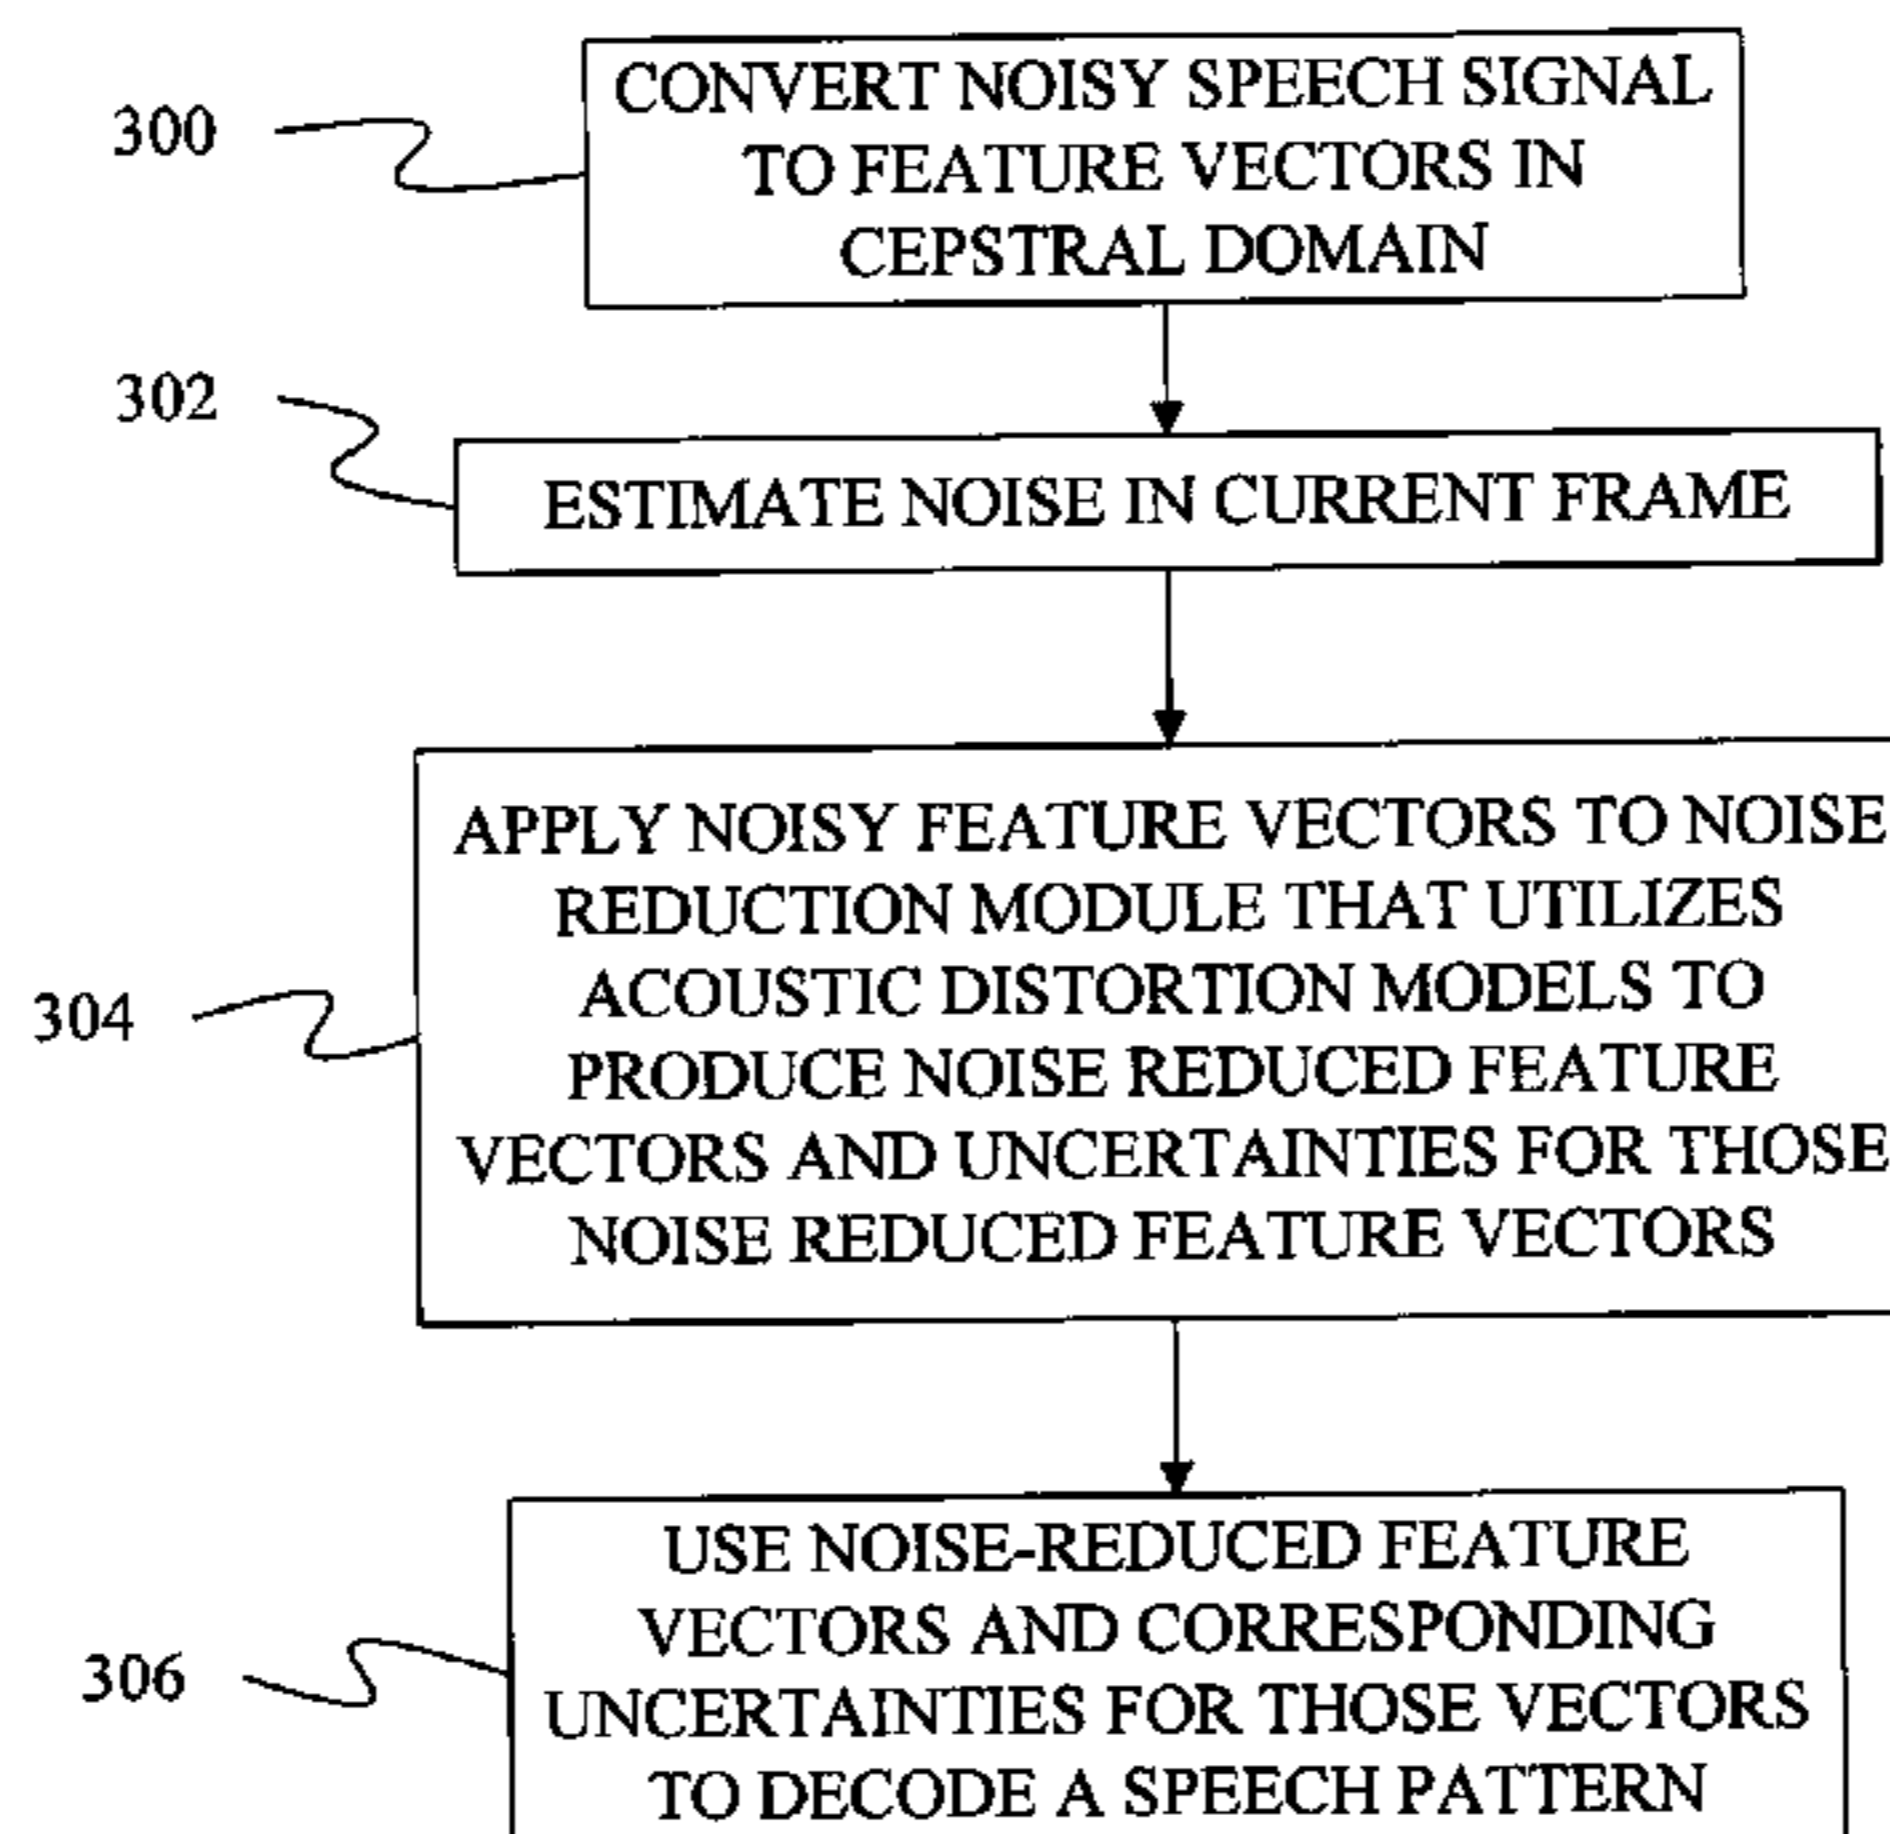 300
CONVERT NOISY SPEECH SIGNAL
TO FEATURE VECTORS IN
CEPSTRAL DOMAIN
302
ESTIMATE NOISE IN CURRENT FRAME
304
APPLY NOISY FEATURE VECTORS TO NOISE
REDUCTION MODULE THAT UTILIZES
ACOUSTIC DISTORTION MODELS TO
PRODUCE NOISE REDUCED FEATURE
VECTORS AND UNCERTAINTIES FOR THOSE
NOISE REDUCED FEATURE VECTORS
306
USE NOISE-REDUCED FEATURE
VECTORS AND CORRESPONDING
UNCERTAINTIES FOR THOSE VECTORS
TO DECODE A SPEECH PATTERN